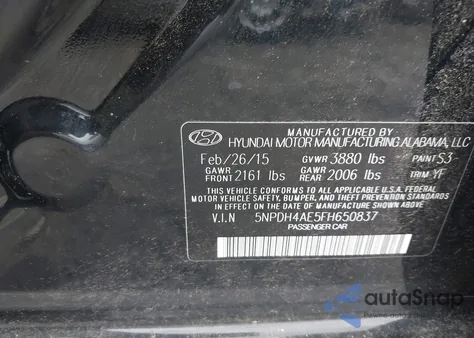 MANUFACTURED BY
HYUNDAI MOTOR MANUFACTURING ALABAMA, LLC
Feb/26/15 GVWR 3880 lbs PAINT S3
GAWR FRONT 2161 lbs GAWR REAR 2006 lbs TRIM YF
THIS VEHICLE CONFORMS TO ALL APPLICABLE U.S.A. FEDERAL
MOTOR VEHICLE SAFETY, BUMPER, AND THEFT PREVENTION STANDARDS
IN EFFECT ON THE DATE OF MANUFACTURE SHOWN ABOVE.
V.I.N 5NPDH4AE5FH650837
PASSENGER CAR
autaSnap